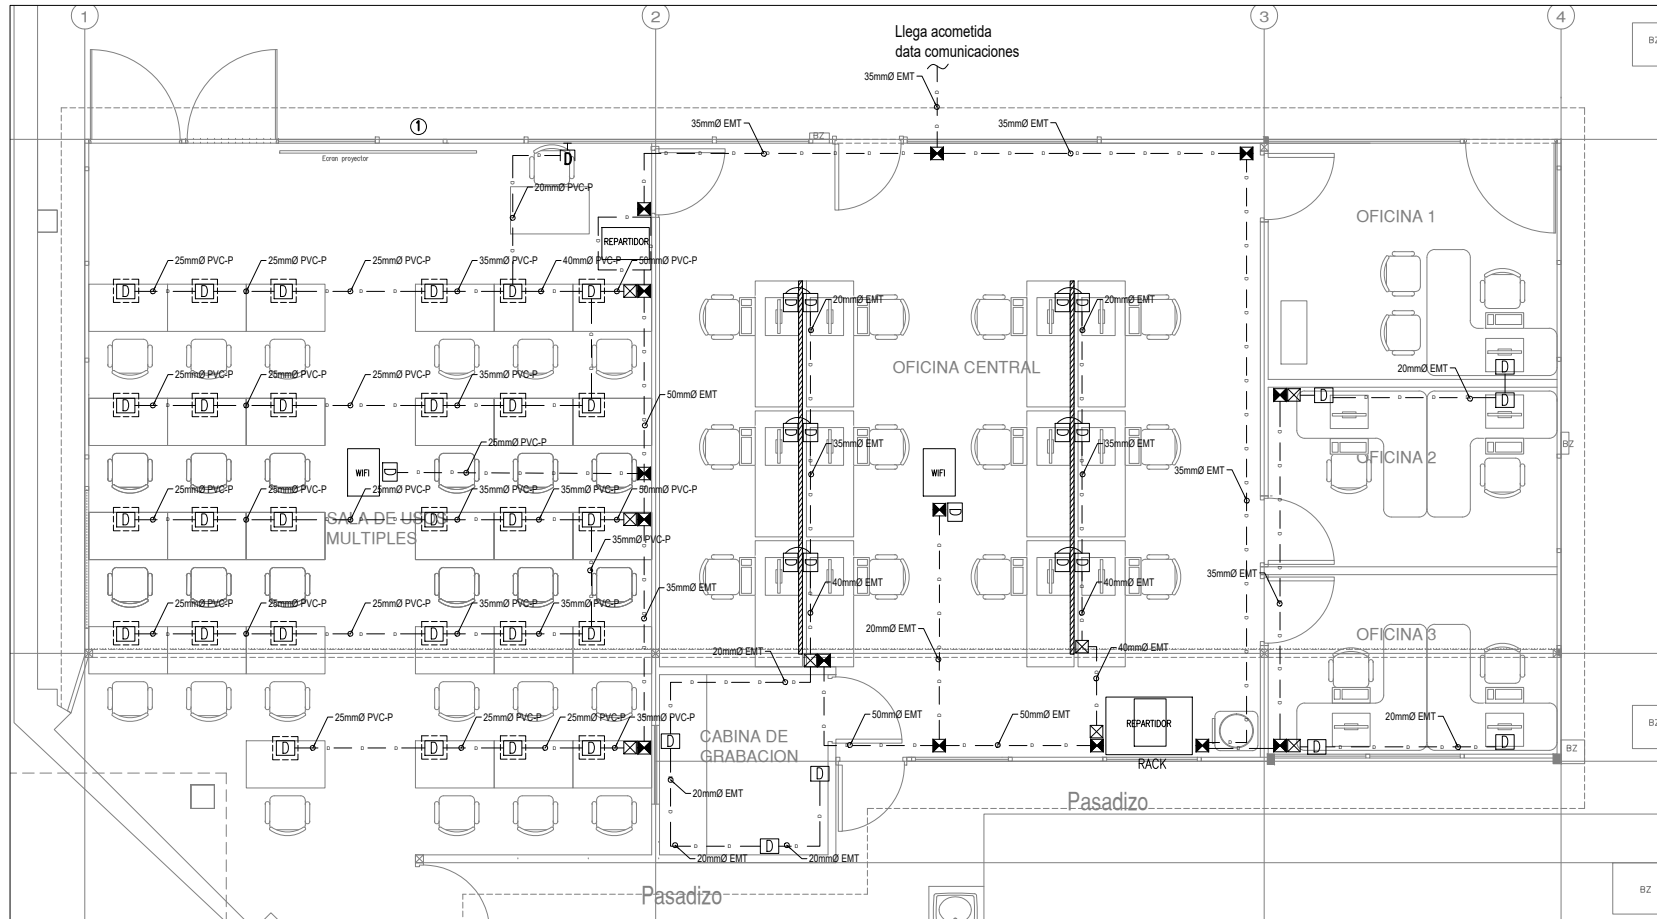 1
2
3
4
Llega acometida
data comunicaciones
BZ
35mmØ EMT
1
35mmØ EMT
35mmØ EMT
BZ
Ecran proyector
D
20mmØ PVC-P
OFICINA 1
REPARTIDOR
25mmØ PVC-P
25mmØ PVC-P
25mmØ PVC-P
35mmØ PVC-P
40mmØ PVC-P
50mmØ PVC-P
D
D
D
D
D
D
D
D
D
D
20mmØ EMT
20mmØ EMT
OFICINA CENTRAL
25mmØ PVC-P
25mmØ PVC-P
25mmØ PVC-P
35mmØ PVC-P
20mmØ EMT
D
D
D
D
D
D
D
D
D
50mmØ EMT
D
D
D
D
25mmØ PVC-P
35mmØ EMT
35mmØ EMT
BZ
OFICINA 2
WIFI
D
WIFI
35mmØ EMT
25mmØ PVC-P
25mmØ PVC-P
25mmØ PVC-P
35mmØ PVC-P
35mmØ PVC-P
50mmØ PVC-P
D
D
D
D
D
D
D
SALA DE USOS
MULTIPLES
35mmØ PVC-P
D
D
D
D
35mmØ EMT
40mmØ EMT
40mmØ EMT
25mmØ PVC-P
25mmØ PVC-P
25mmØ PVC-P
35mmØ PVC-P
35mmØ PVC-P
35mmØ EMT
D
D
D
D
D
D
20mmØ EMT
OFICINA 3
20mmØ EMT
40mmØ EMT
25mmØ PVC-P
25mmØ PVC-P
25mmØ PVC-P
35mmØ PVC-P
50mmØ EMT
50mmØ EMT
REPARTIDOR
20mmØ EMT
BZ
D
D
D
D
D
CABINA DE
GRABACION
D
D
BZ
RACK
D
20mmØ EMT
Pasadizo
D
20mmØ EMT
20mmØ EMT
Pasadizo
BZ